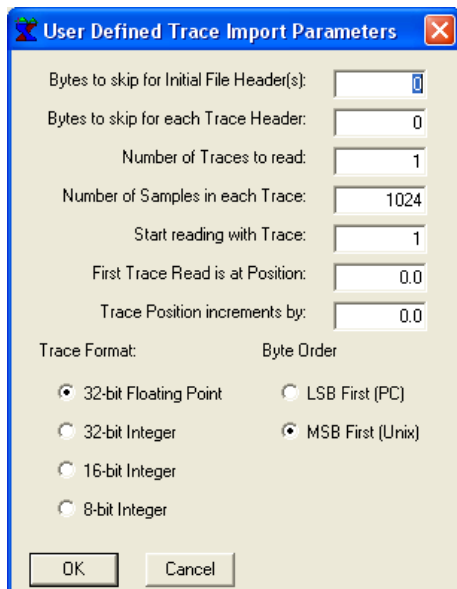 User Defined Trace Import Parameters
Bytes to skip for Initial File Header(s): 0
Bytes to skip for each Trace Header: 0
Number of Traces to read: 1
Number of Samples in each Trace: 1024
Start reading with Trace: 1
First Trace Read is at Position: 0.0
Trace Position increments by: 0.0
Trace Format: Byte Order
32-bit Floating Point LSB First (PC)
32-bit Integer MSB First (Unix)
16-bit Integer
8-bit Integer
OK Cancel